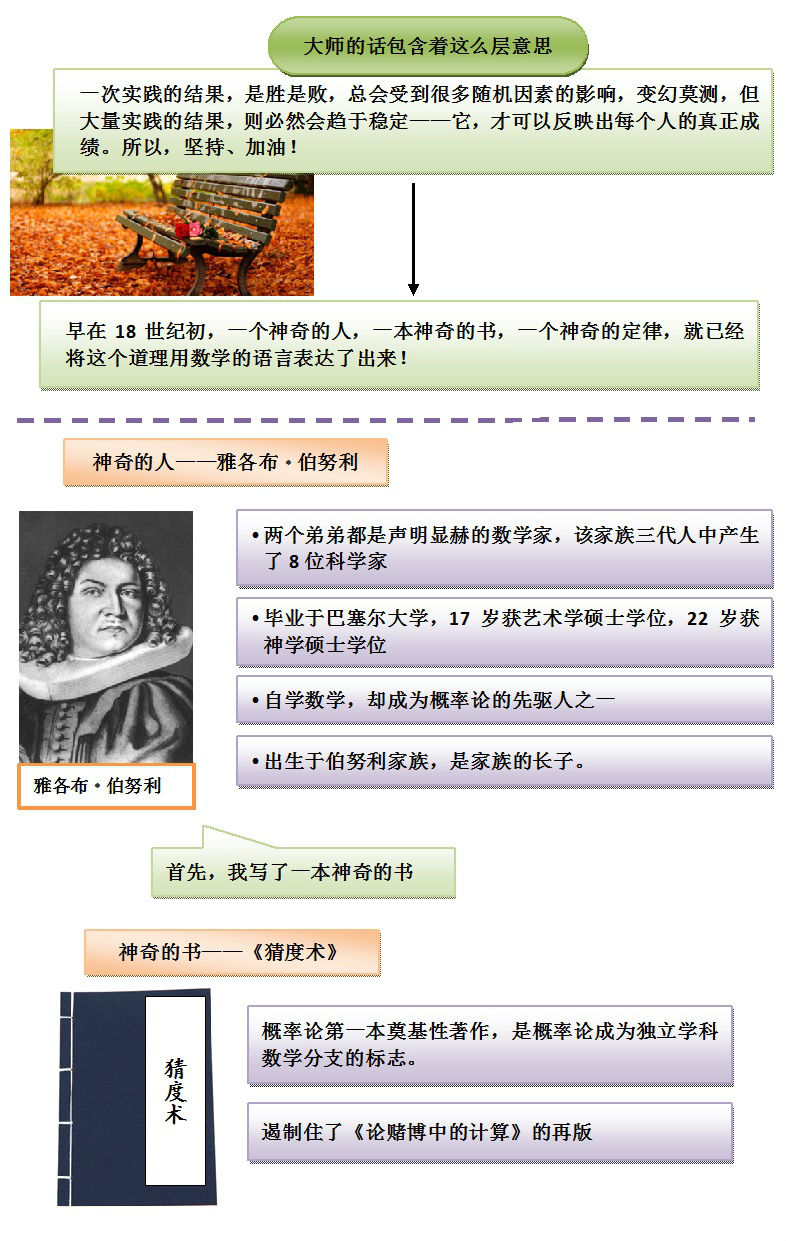 大师的话包含着这么层意思
一次实践的结果，是胜是败，总会受到很多随机因素的影响，变幻莫测，但
大量实践的结果，则必然会趋于稳定——它，才可以反映出每个人的真正成
绩。所以，坚持、加油！
早在 18 世纪初，一个神奇的人，一本神奇的书，一个神奇的定律，就已经
将这个道理用数学的语言表达了出来！
神奇的人——雅各布·伯努利
•两个弟弟都是声明显赫的数学家，该家族三代人中产生
了 8 位科学家
•毕业于巴塞尔大学，17 岁获艺术学硕士学位，22 岁获
神学硕士学位
•自学数学，却成为概率论的先驱人之一
•出生于伯努利家族，是家族的长子。
雅各布·伯努利
首先，我写了一本神奇的书
神奇的书——《猜度术》
猜度术
概率论第一本奠基性著作，是概率论成为独立学科
数学分支的标志。
遏制住了《论赌博中的计算》的再版